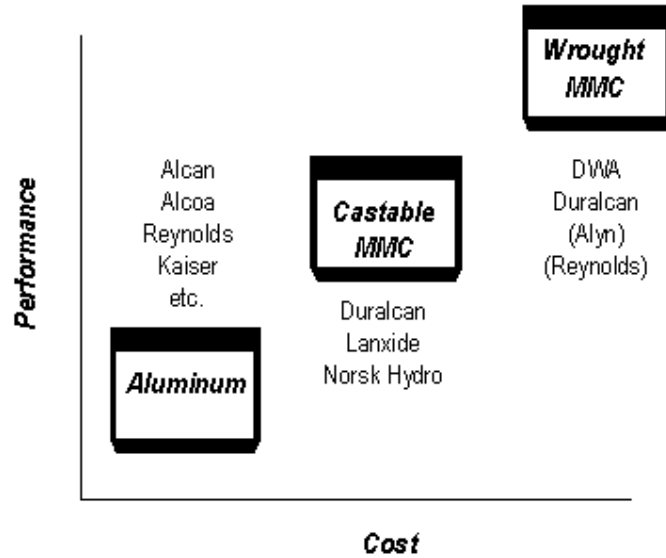 Wrought
MMC
Alcan
Alcoa
Reynolds
Kaiser
etc.
Castable
MMC
DWA
Duralcan
(Alyn)
(Reynolds)
Performance
Duralcan
Lanxide
Norsk Hydro
Aluminum
Cost